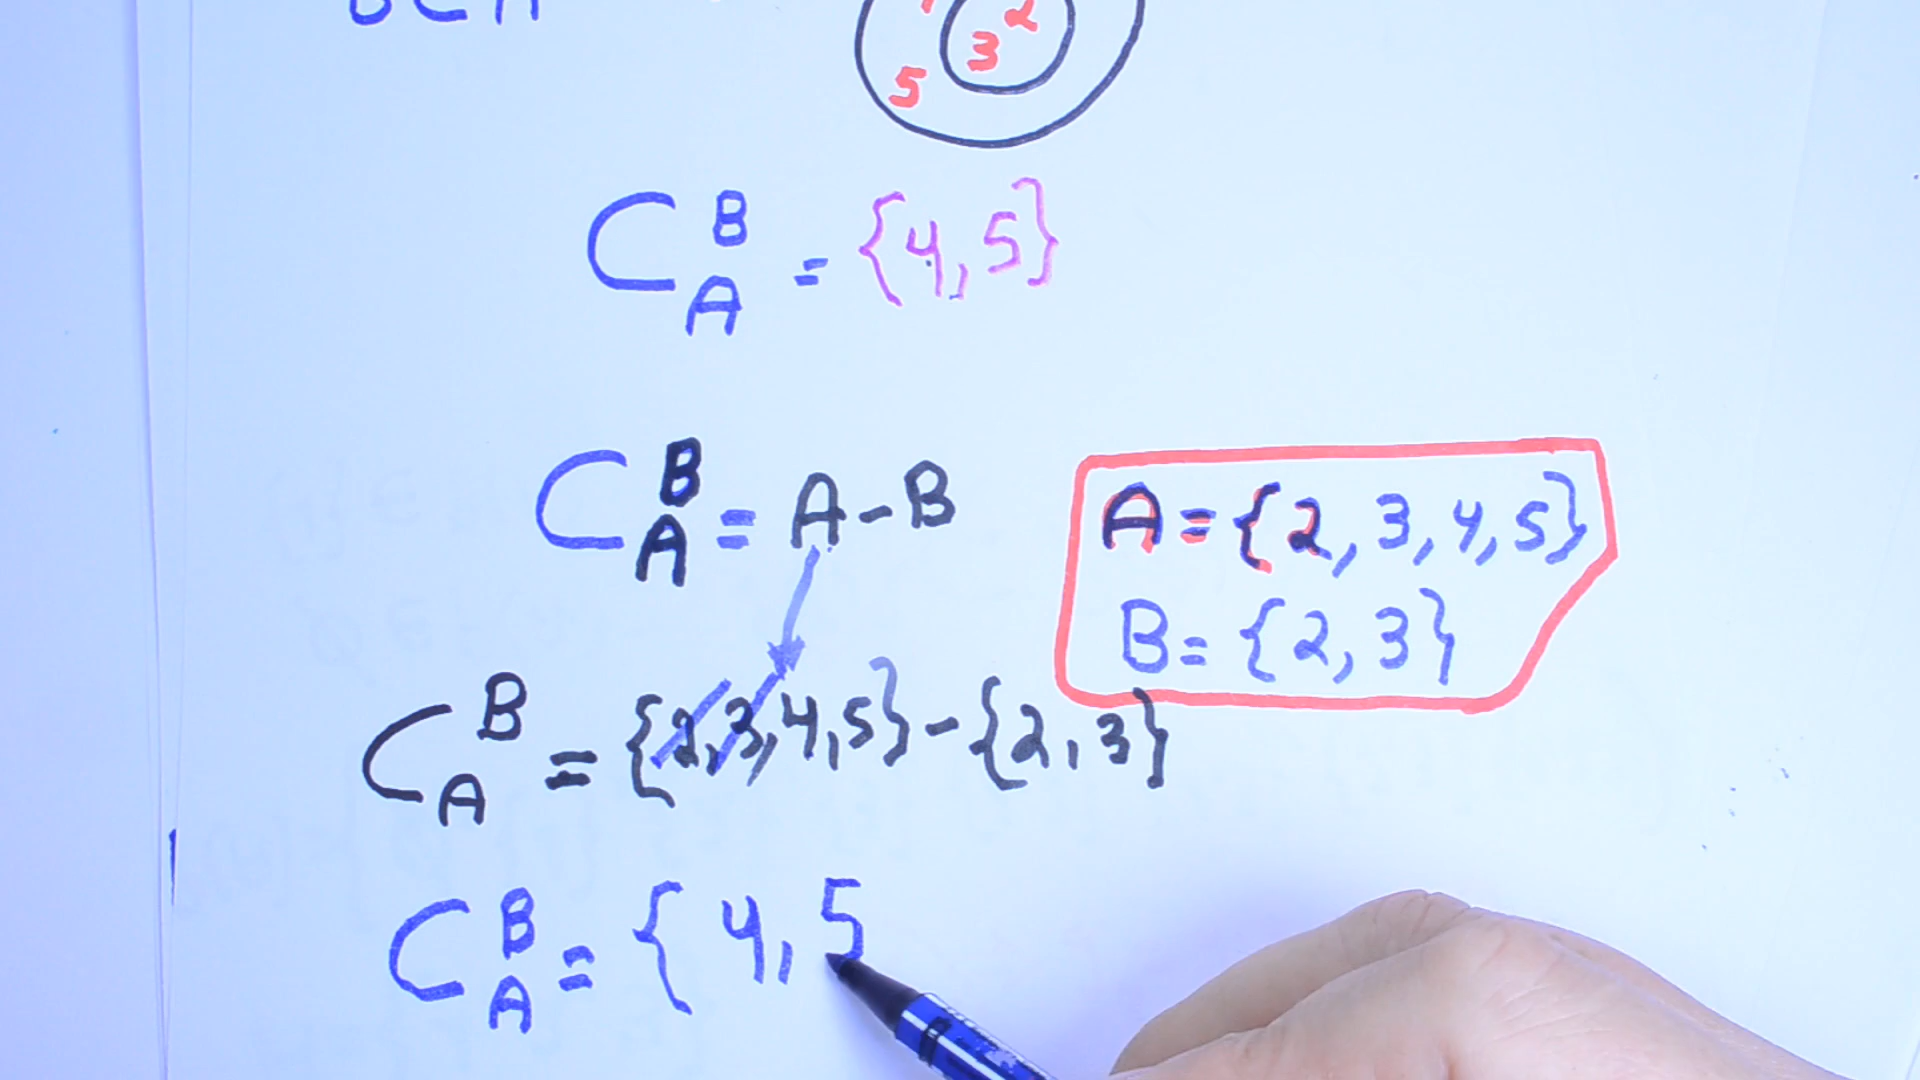 2
3
5
C_A^B = {4,5}
C_A^B = A-B
A={2,3,4,5}
B={2,3}
C_A^B = {2,3,4,5}-{2,3}
C_A^B = {4,5